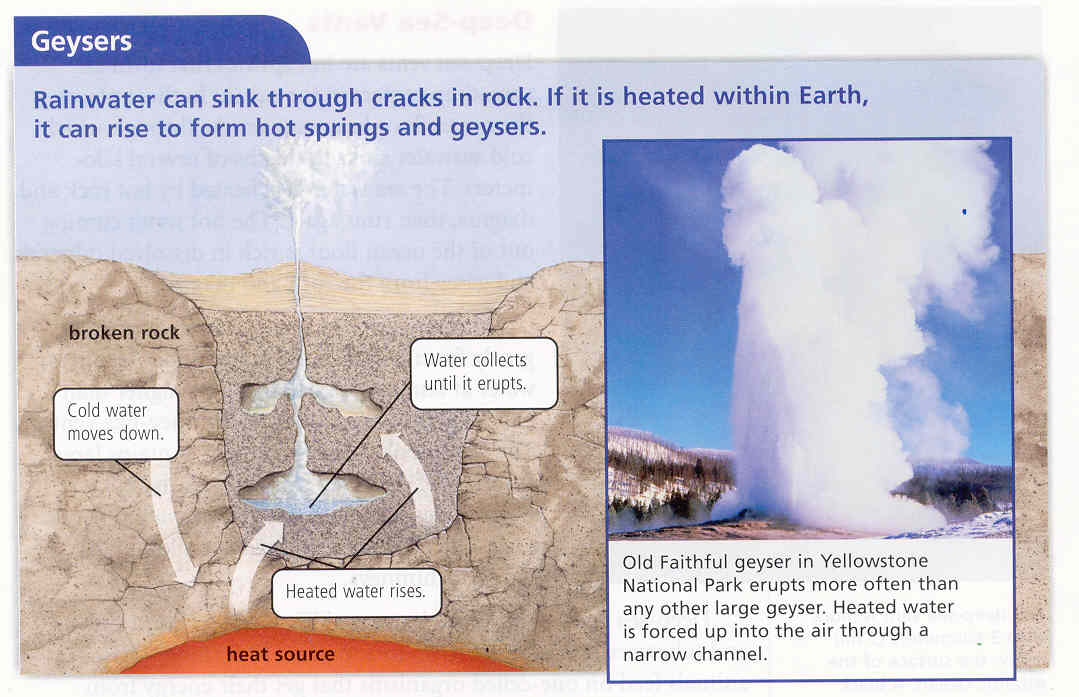 Geysers
Rainwater can sink through cracks in rock. If it is heated within Earth,
it can rise to form hot springs and geysers.
broken rock
Water collects
until it erupts.
Cold water
moves down.
Heated water rises.
heat source
Old Faithful geyser in Yellowstone
National Park erupts more often than
any other large geyser. Heated water
is forced up into the air through a
narrow channel.